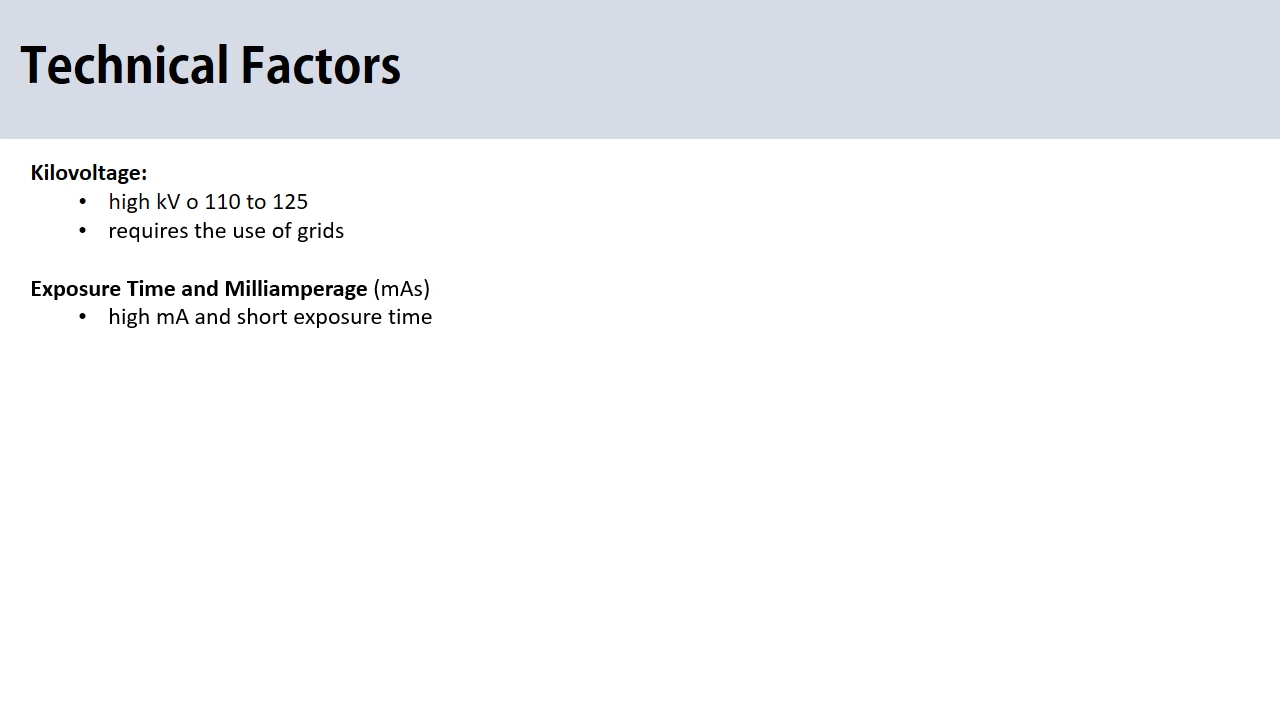 Technical Factors
Kilovoltage:
• high kV o 110 to 125
• requires the use of grids
Exposure Time and Milliamperage (mAs)
• high mA and short exposure time